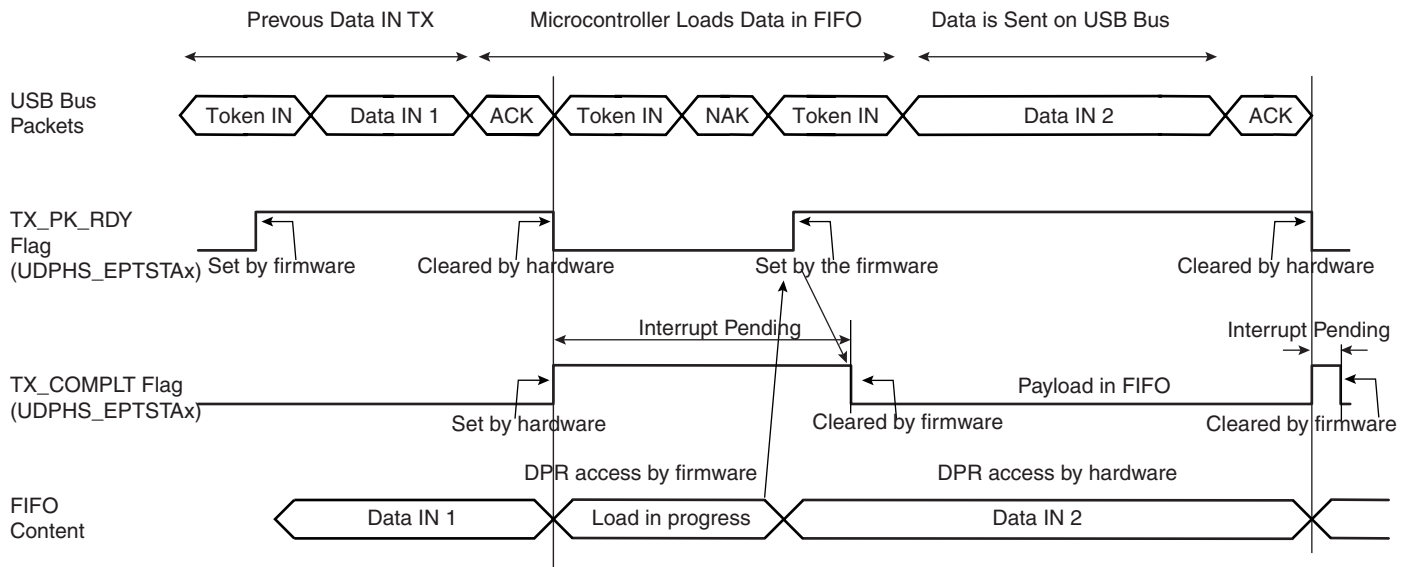 Prevous Data IN TX
Microcontroller Loads Data in FIFO
Data is Sent on USB Bus
USB Bus
Packets
Token IN
Data IN 1
ACK
Token IN
NAK
Token IN
Data IN 2
ACK
TX_PK_RDY
Flag
(UDPHS_EPTSTAx)
Set by firmware
Cleared by hardware
Set by the firmware
Cleared by hardware
Interrupt Pending
Interrupt Pending
TX_COMPLT Flag
(UDPHS_EPTSTAx)
Payload in FIFO
Set by hardware
Cleared by firmware
Cleared by firmware
DPR access by firmware
DPR access by hardware
FIFO
Content
Data IN 1
Load in progress
Data IN 2